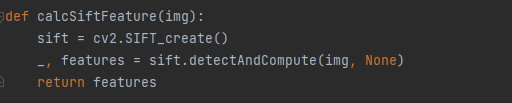 def calcSiftFeature(img):
    sift = cv2.SIFT_create()
    _, features = sift.detectAndCompute(img, None)
    return features